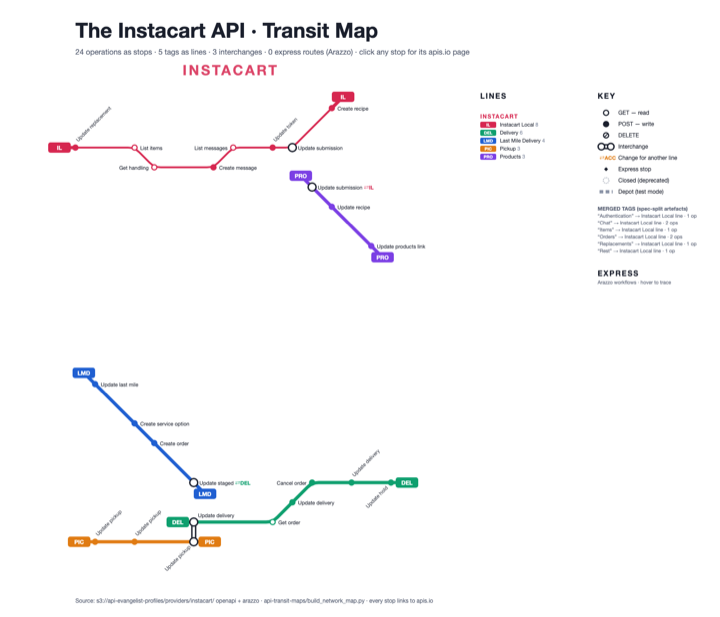 The Instacart API · Transit Map
24 operations as stops · 5 tags as lines · 3 interchanges · 0 express routes (Arazzo) · click any stop for its apis.io page
INSTACART
IL
Update replacement
List items
Get handling
List messages
Create message
Update token
Update submission
Create recipe
IL
PRO
Update submission ⇄IL
Update recipe
Update products link
PRO
LINES
INSTACART
IL Instacart Local 8
DEL Delivery 6
LMD Last Mile Delivery 4
PIC Pickup 3
PRO Products 3
KEY
GET — read
POST — write
DELETE
Interchange
⇄ACC Change for another line
Express stop
Closed (deprecated)
Depot (test mode)
MERGED TAGS (spec-split artefacts)
"Authentication" → Instacart Local line · 1 op
"Chat" → Instacart Local line · 2 ops
"Items" → Instacart Local line · 1 op
"Orders" → Instacart Local line · 2 ops
"Replacements" → Instacart Local line · 1 op
"Rest" → Instacart Local line · 1 op
EXPRESS
Arazzo workflows · hover to trace
LMD
Update last mile
Create service option
Create order
Update staged ⇄DEL
LMD
DEL
Update delivery
Get order
Update delivery
Cancel order
Update delivery
Update hold
DEL
PIC
Update pickup
Update pickup
Update pickup
PIC
Source: s3://api-evangelist-profiles/providers/instacart/ openapi + arazzo · api-transit-maps/build_network_map.py · every stop links to apis.io